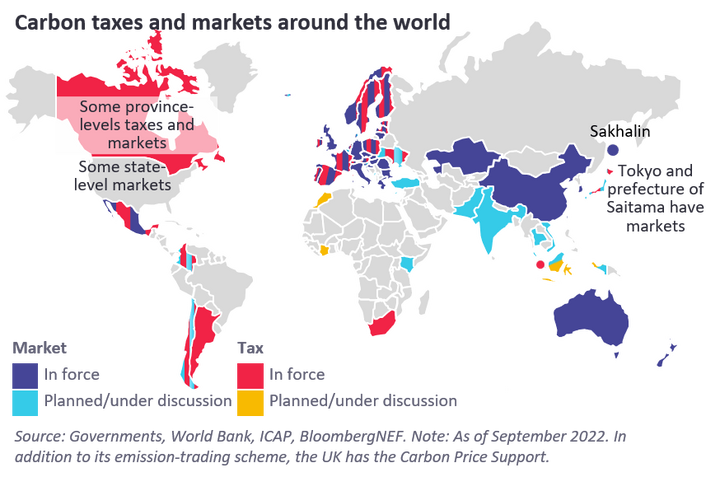 Carbon taxes and markets around the world
Some province-
levels taxes and
markets
Some state-
level markets
Sakhalin
Tokyo and
prefecture of
Saitama have
markets
Market
Tax
In force
In force
Planned/under discussion
Planned/under discussion
Source: Governments, World Bank, ICAP, BloombergNEF. Note: As of September 2022. In
addition to its emission-trading scheme, the UK has the Carbon Price Support.